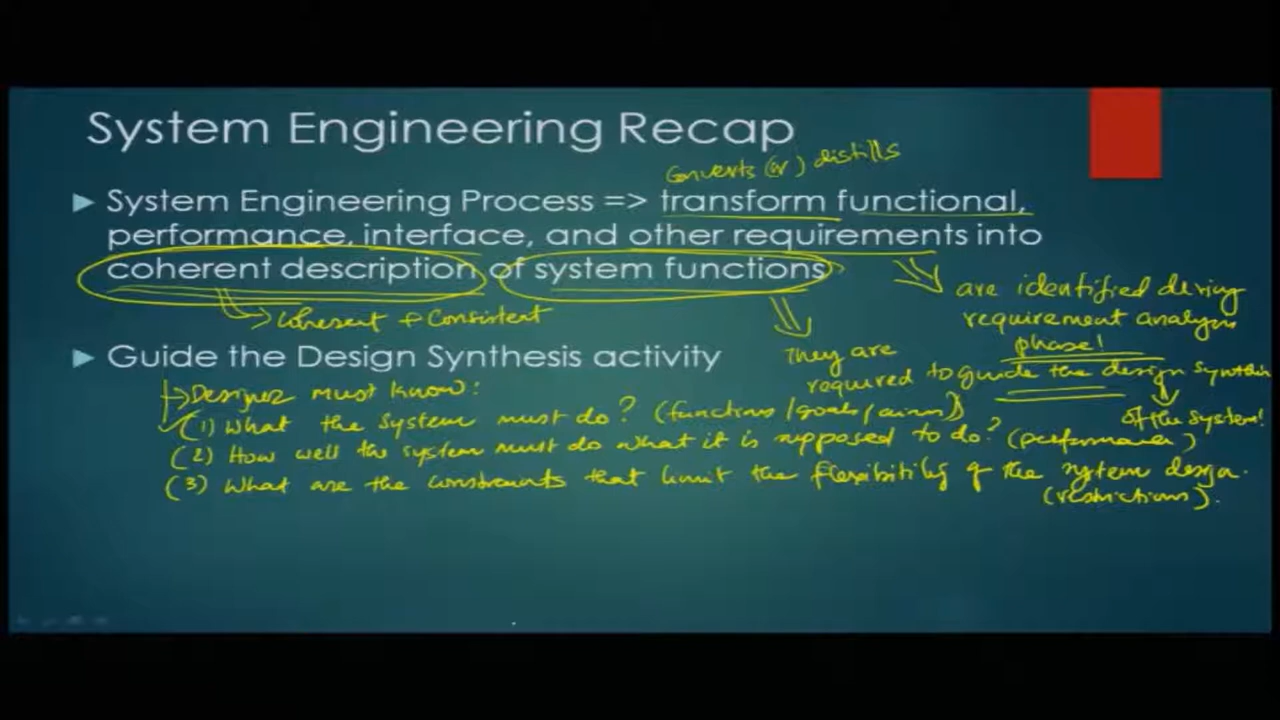 System Engineering Recap
converts (or) distills
▶ System Engineering Process => transform functional,
performance, interface, and other requirements into
coherent description of system functions
are identified during
requirement analysis
phase!
Coherent & Consistent
▶ Guide the Design Synthesis activity
They are
required to guide the design synthesis
of the system!
Designer must know:
(1) What the system must do? (functions/goals/aims)
(2) How well the system must do what it is supposed to do? (performance)
(3) What are the constraints that limit the flexibility of the system design.
(restrictions).